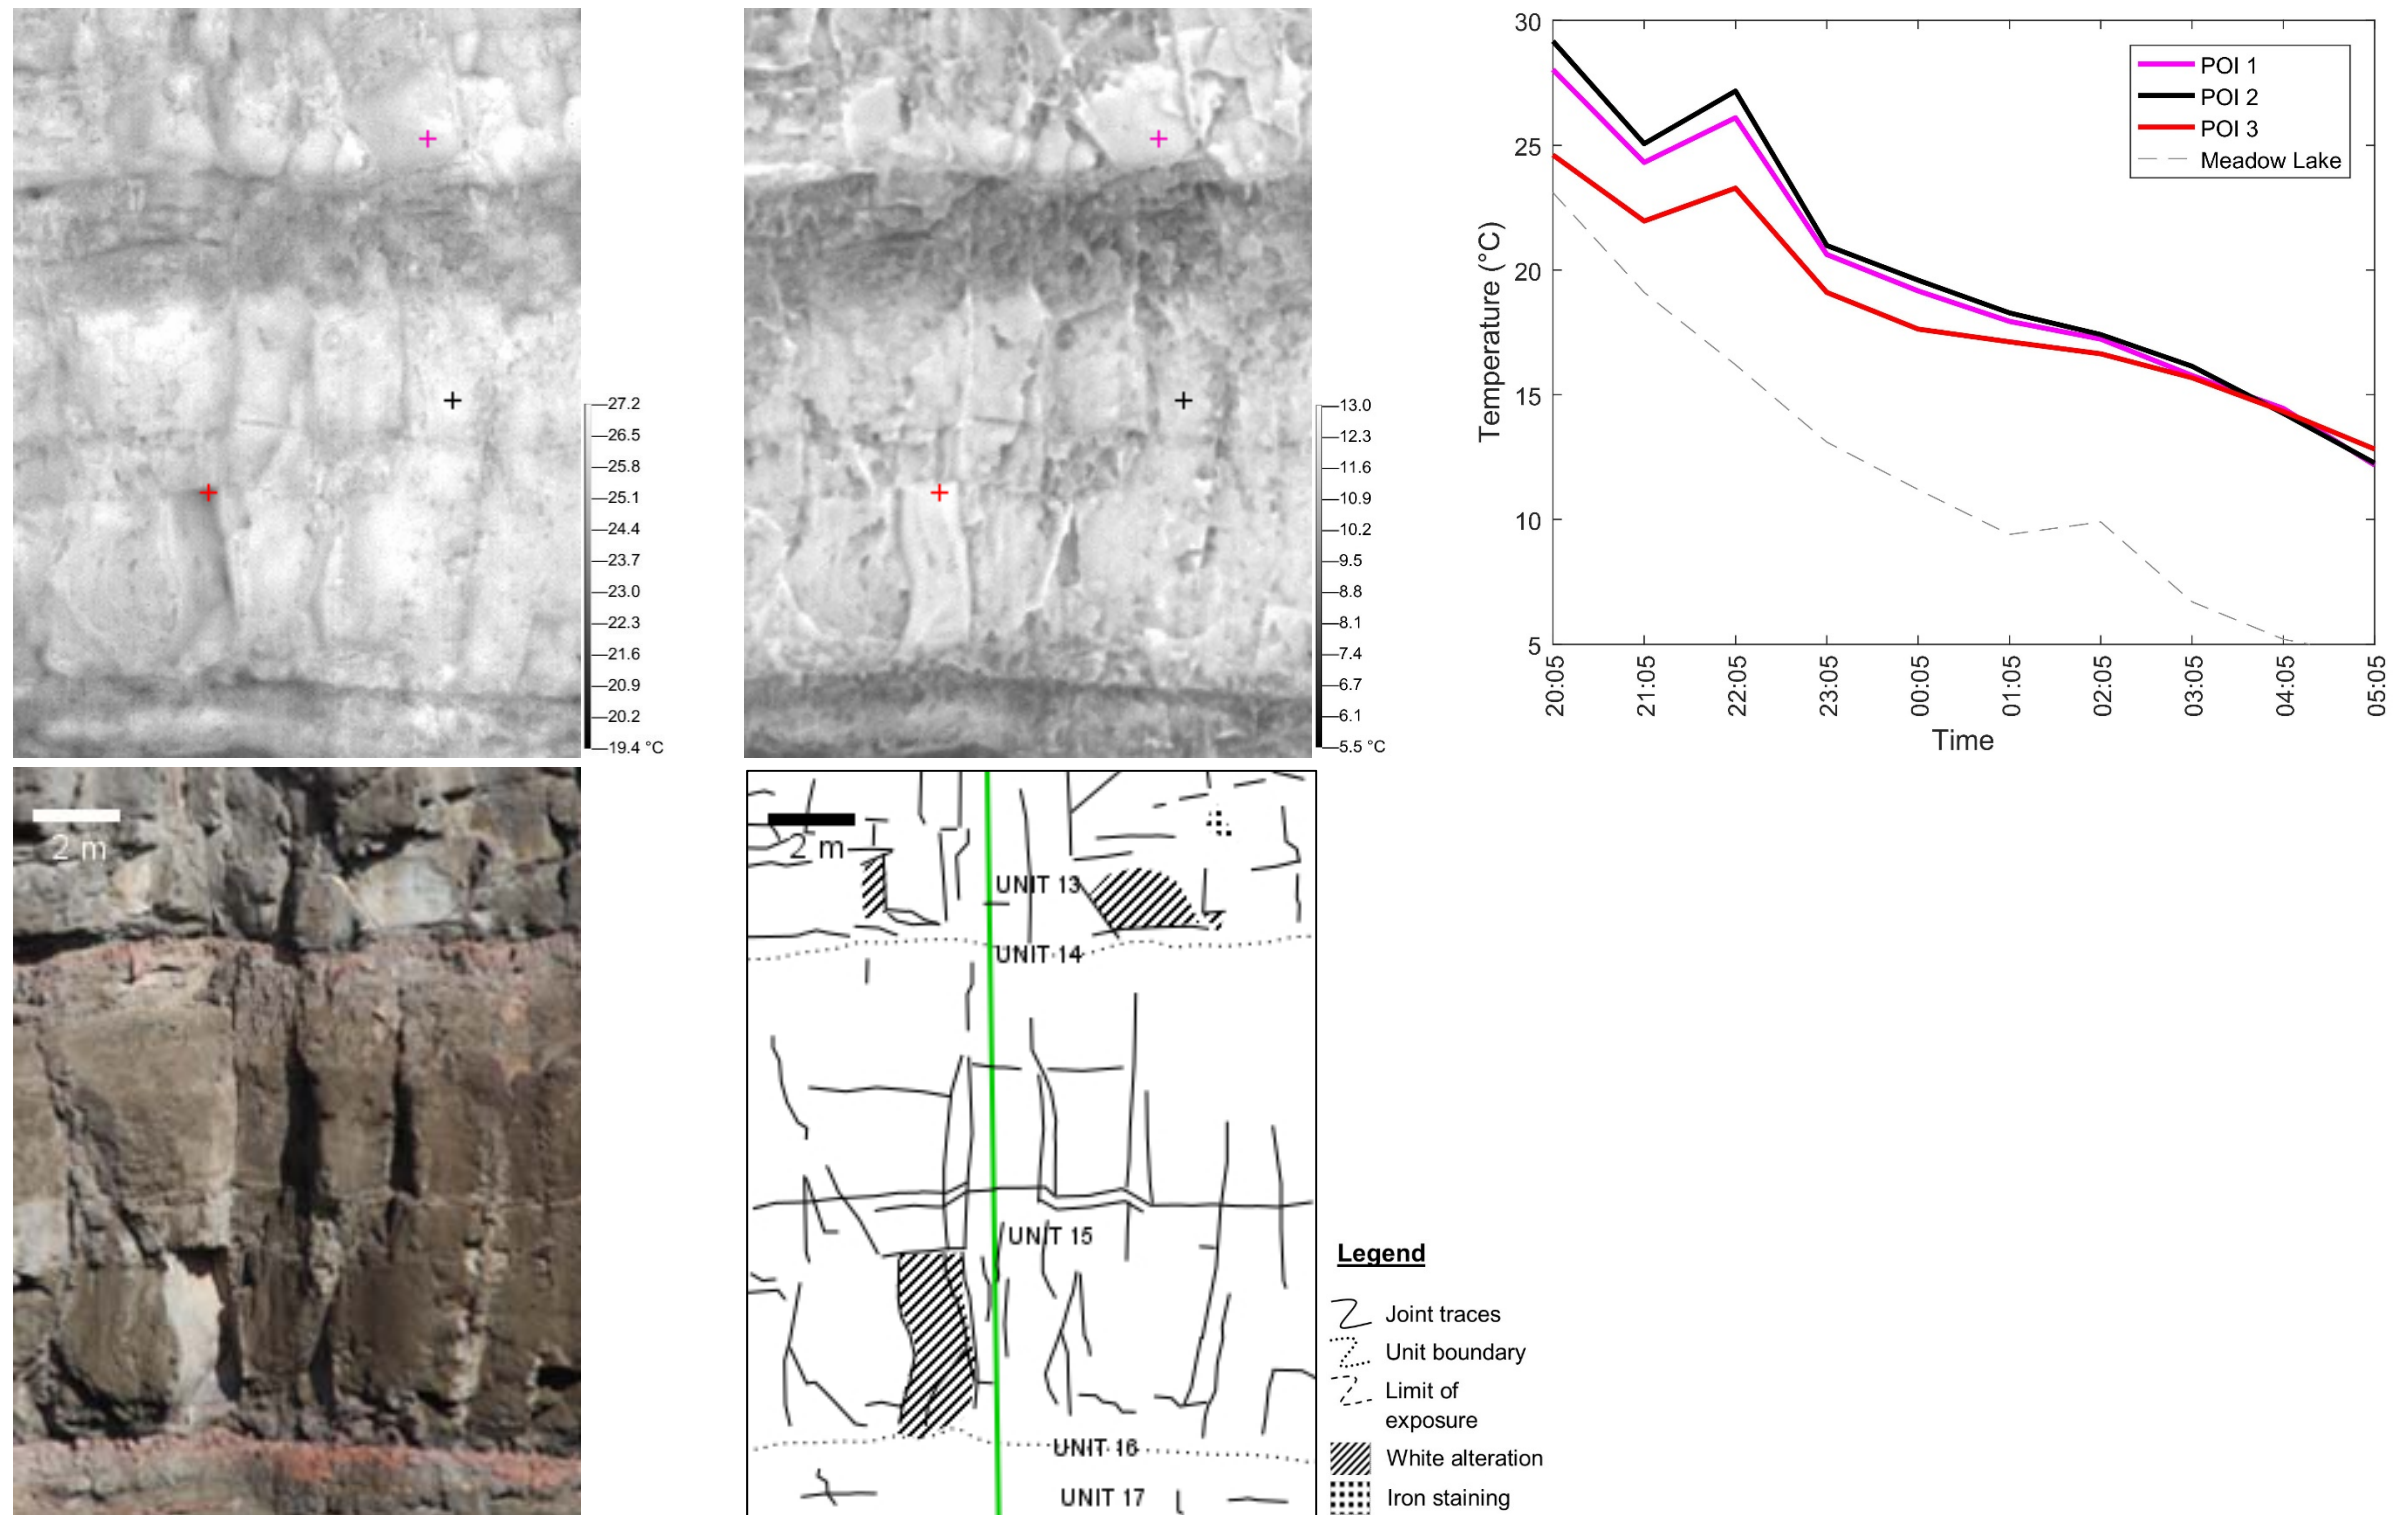 27.2
26.5
25.8
25.1
24.4
23.7
23.0
22.3
21.6
20.9
20.2
19.4 °C
13.0
12.3
11.6
10.9
10.2
9.5
8.8
8.1
7.4
6.7
6.1
5.5 °C
30
25
20
15
10
5
Temperature (°C)
POI 1
POI 2
POI 3
Meadow Lake
20:05
21:05
22:05
23:05
00:05
01:05
02:05
03:05
04:05
05:05
Time
2 m
2 m
UNIT 13
UNIT 14
UNIT 15
UNIT 16
UNIT 17
Legend
Joint traces
Unit boundary
Limit of
exposure
White alteration
Iron staining